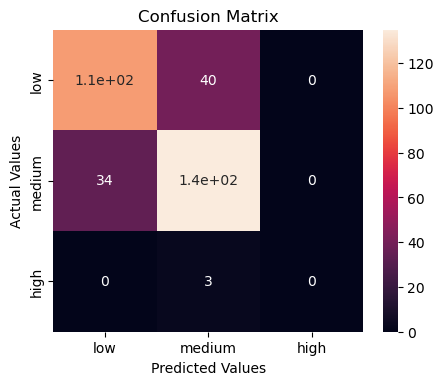 Confusion Matrix
low
1.1e+02
40
0
120
100
medium
34
1.4e+02
0
80
60
40
high
0
3
0
20
0
low
medium
high
Actual Values
Predicted Values